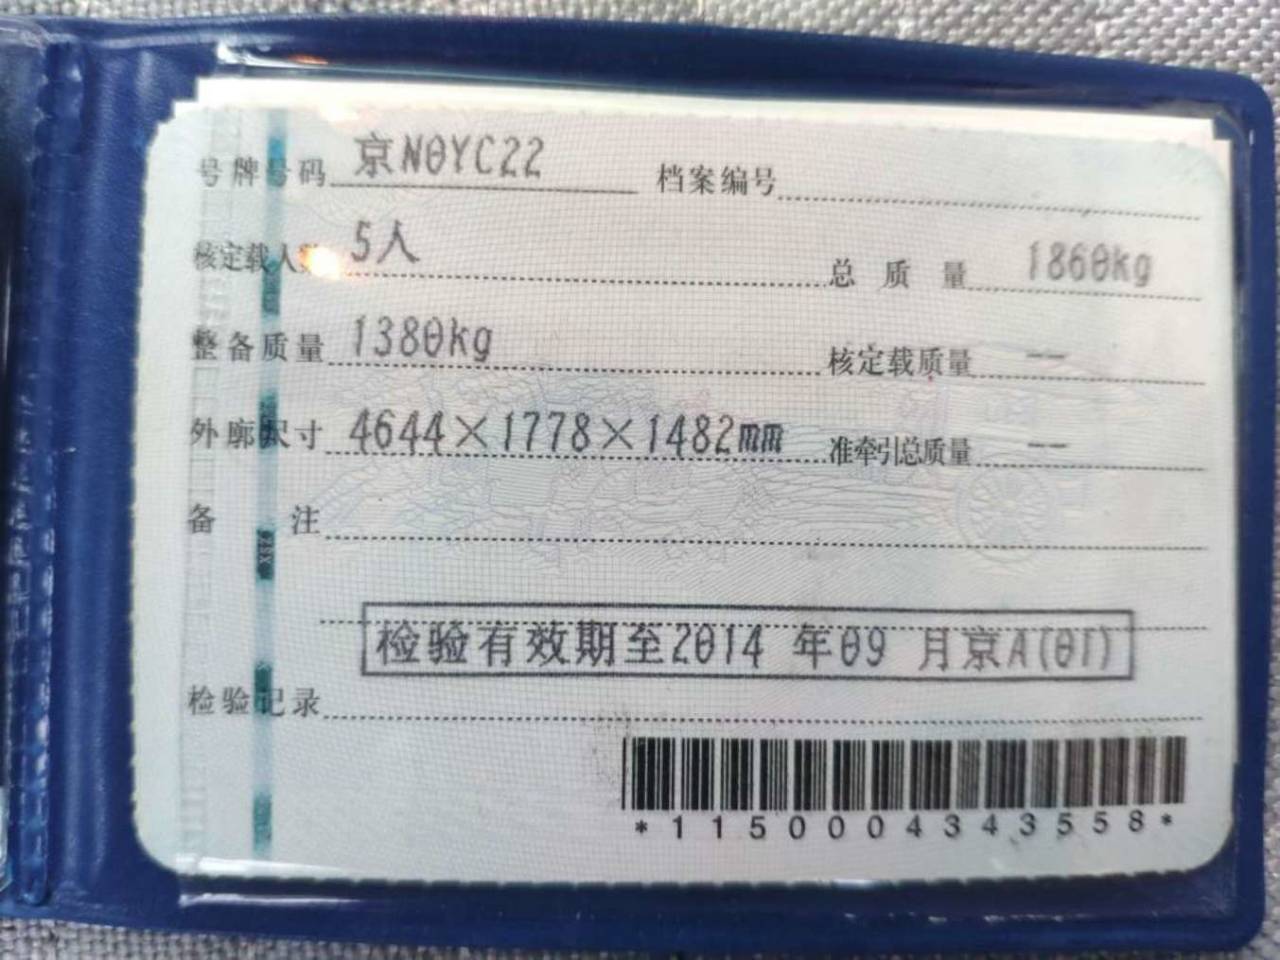 号牌号码 京N0YC22 档案编号
核定载人数 5人 总质量 1860kg
整备质量 1380kg 核定载质量 --
外廓尺寸 4644×1778×1482mm 准牵引总质量 --
备注
检验有效期至2014 年09 月京A(01)
检验记录
*1150004343558*